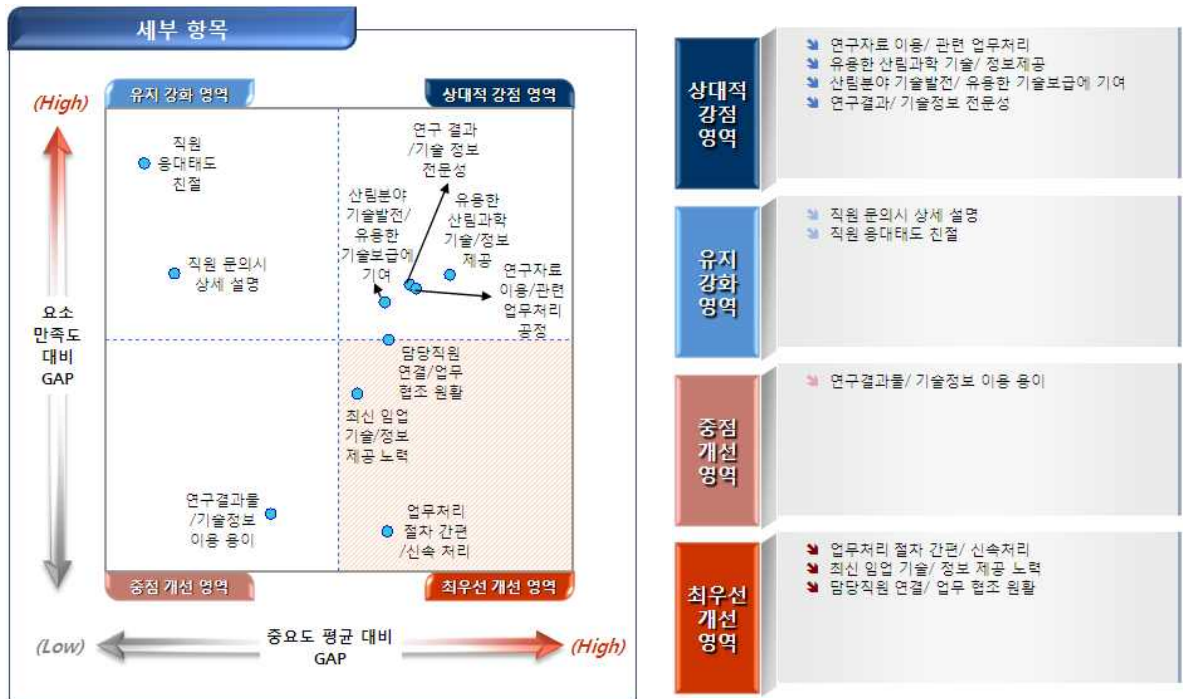 세부 항목
유지 강화 영역
상대적 강점 영역
(High)
직원
응대태도
친절
연구 결과
/기술 정보
전문성
산림분야
기술발전/
유용한
기술보급에
기여
유용한
산림과학
기술/정보
제공
직원 문의시
상세 설명
연구자료
이용/관련
업무처리
공정
요소
만족도
대비
GAP
담당직원
연결/업무
협조 원활
최신 임업
기술/정보
제공 노력
연구결과물
/기술정보
이용 용이
업무처리
절차 간편
/신속 처리
중점 개선 영역
최우선 개선 영역
(Low)
중요도 평균 대비
GAP
(High)
상대적
강점
영역
연구자료 이용/ 관련 업무처리
유용한 산림과학 기술/ 정보제공
산림분야 기술발전/ 유용한 기술보급에 기여
연구결과/ 기술정보 전문성
유지
강화
영역
직원 문의시 상세 설명
직원 응대태도 친절
중점
개선
영역
연구결과물/ 기술정보 이용 용이
최우선
개선
영역
업무처리 절차 간편/ 신속처리
최신 임업 기술/ 정보 제공 노력
담당직원 연결/ 업무 협조 원활